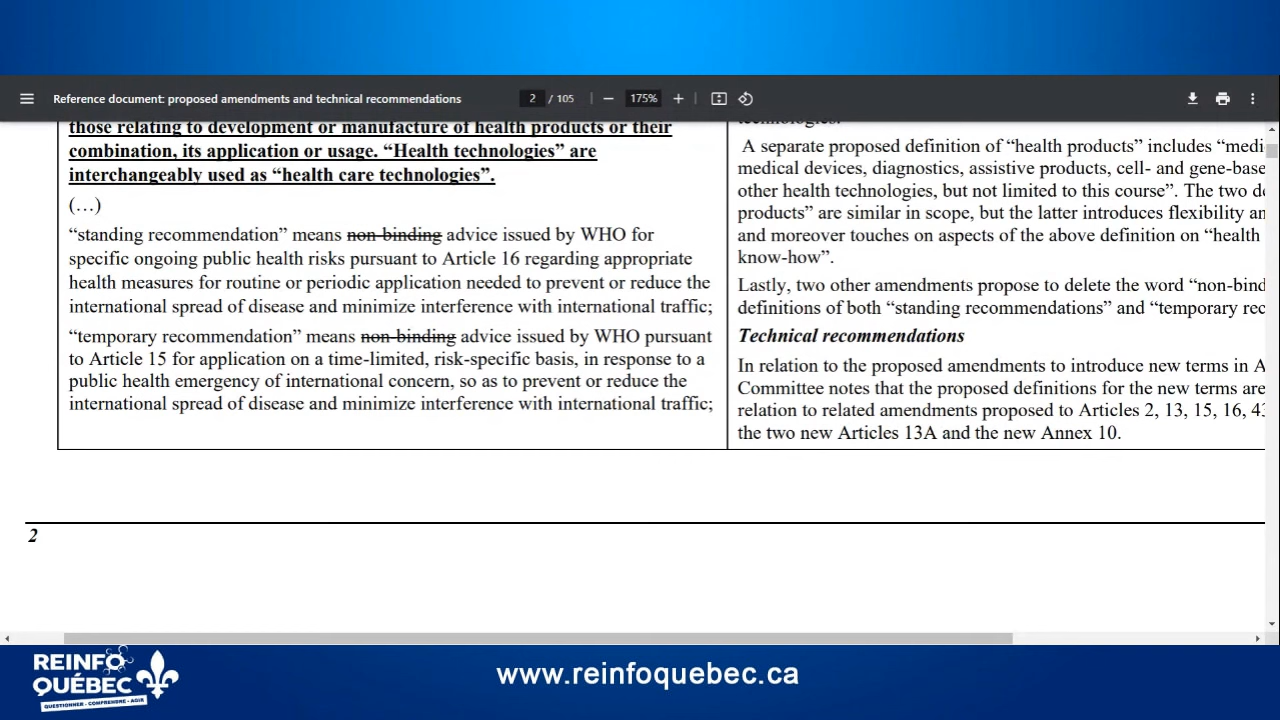 Reference document: proposed amendments and technical recommendations
2 / 105
175%
those relating to development or manufacture of health products or their
combination, its application or usage. “Health technologies” are
interchangeably used as “health care technologies”.
(…)
“standing recommendation” means non-binding advice issued by WHO for
specific ongoing public health risks pursuant to Article 16 regarding appropriate
health measures for routine or periodic application needed to prevent or reduce the
international spread of disease and minimize interference with international traffic;
“temporary recommendation” means non-binding advice issued by WHO pursuant
to Article 15 for application on a time-limited, risk-specific basis, in response to a
public health emergency of international concern, so as to prevent or reduce the
international spread of disease and minimize interference with international traffic;
technologies.
A separate proposed definition of “health products” includes “medi
medical devices, diagnostics, assistive products, cell- and gene-base
other health technologies, but not limited to this course”. The two de
products” are similar in scope, but the latter introduces flexibility an
and moreover touches on aspects of the above definition on “health
know-how”.
Lastly, two other amendments propose to delete the word “non-bind
definitions of both “standing recommendations” and “temporary rec
Technical recommendations
In relation to the proposed amendments to introduce new terms in A
Committee notes that the proposed definitions for the new terms are
relation to related amendments proposed to Articles 2, 13, 15, 16, 43
the two new Articles 13A and the new Annex 10.
2
REINFO
QUÉBEC
QUESTIONNER - COMPRENDRE - AGIR
www.reinfoquebec.ca